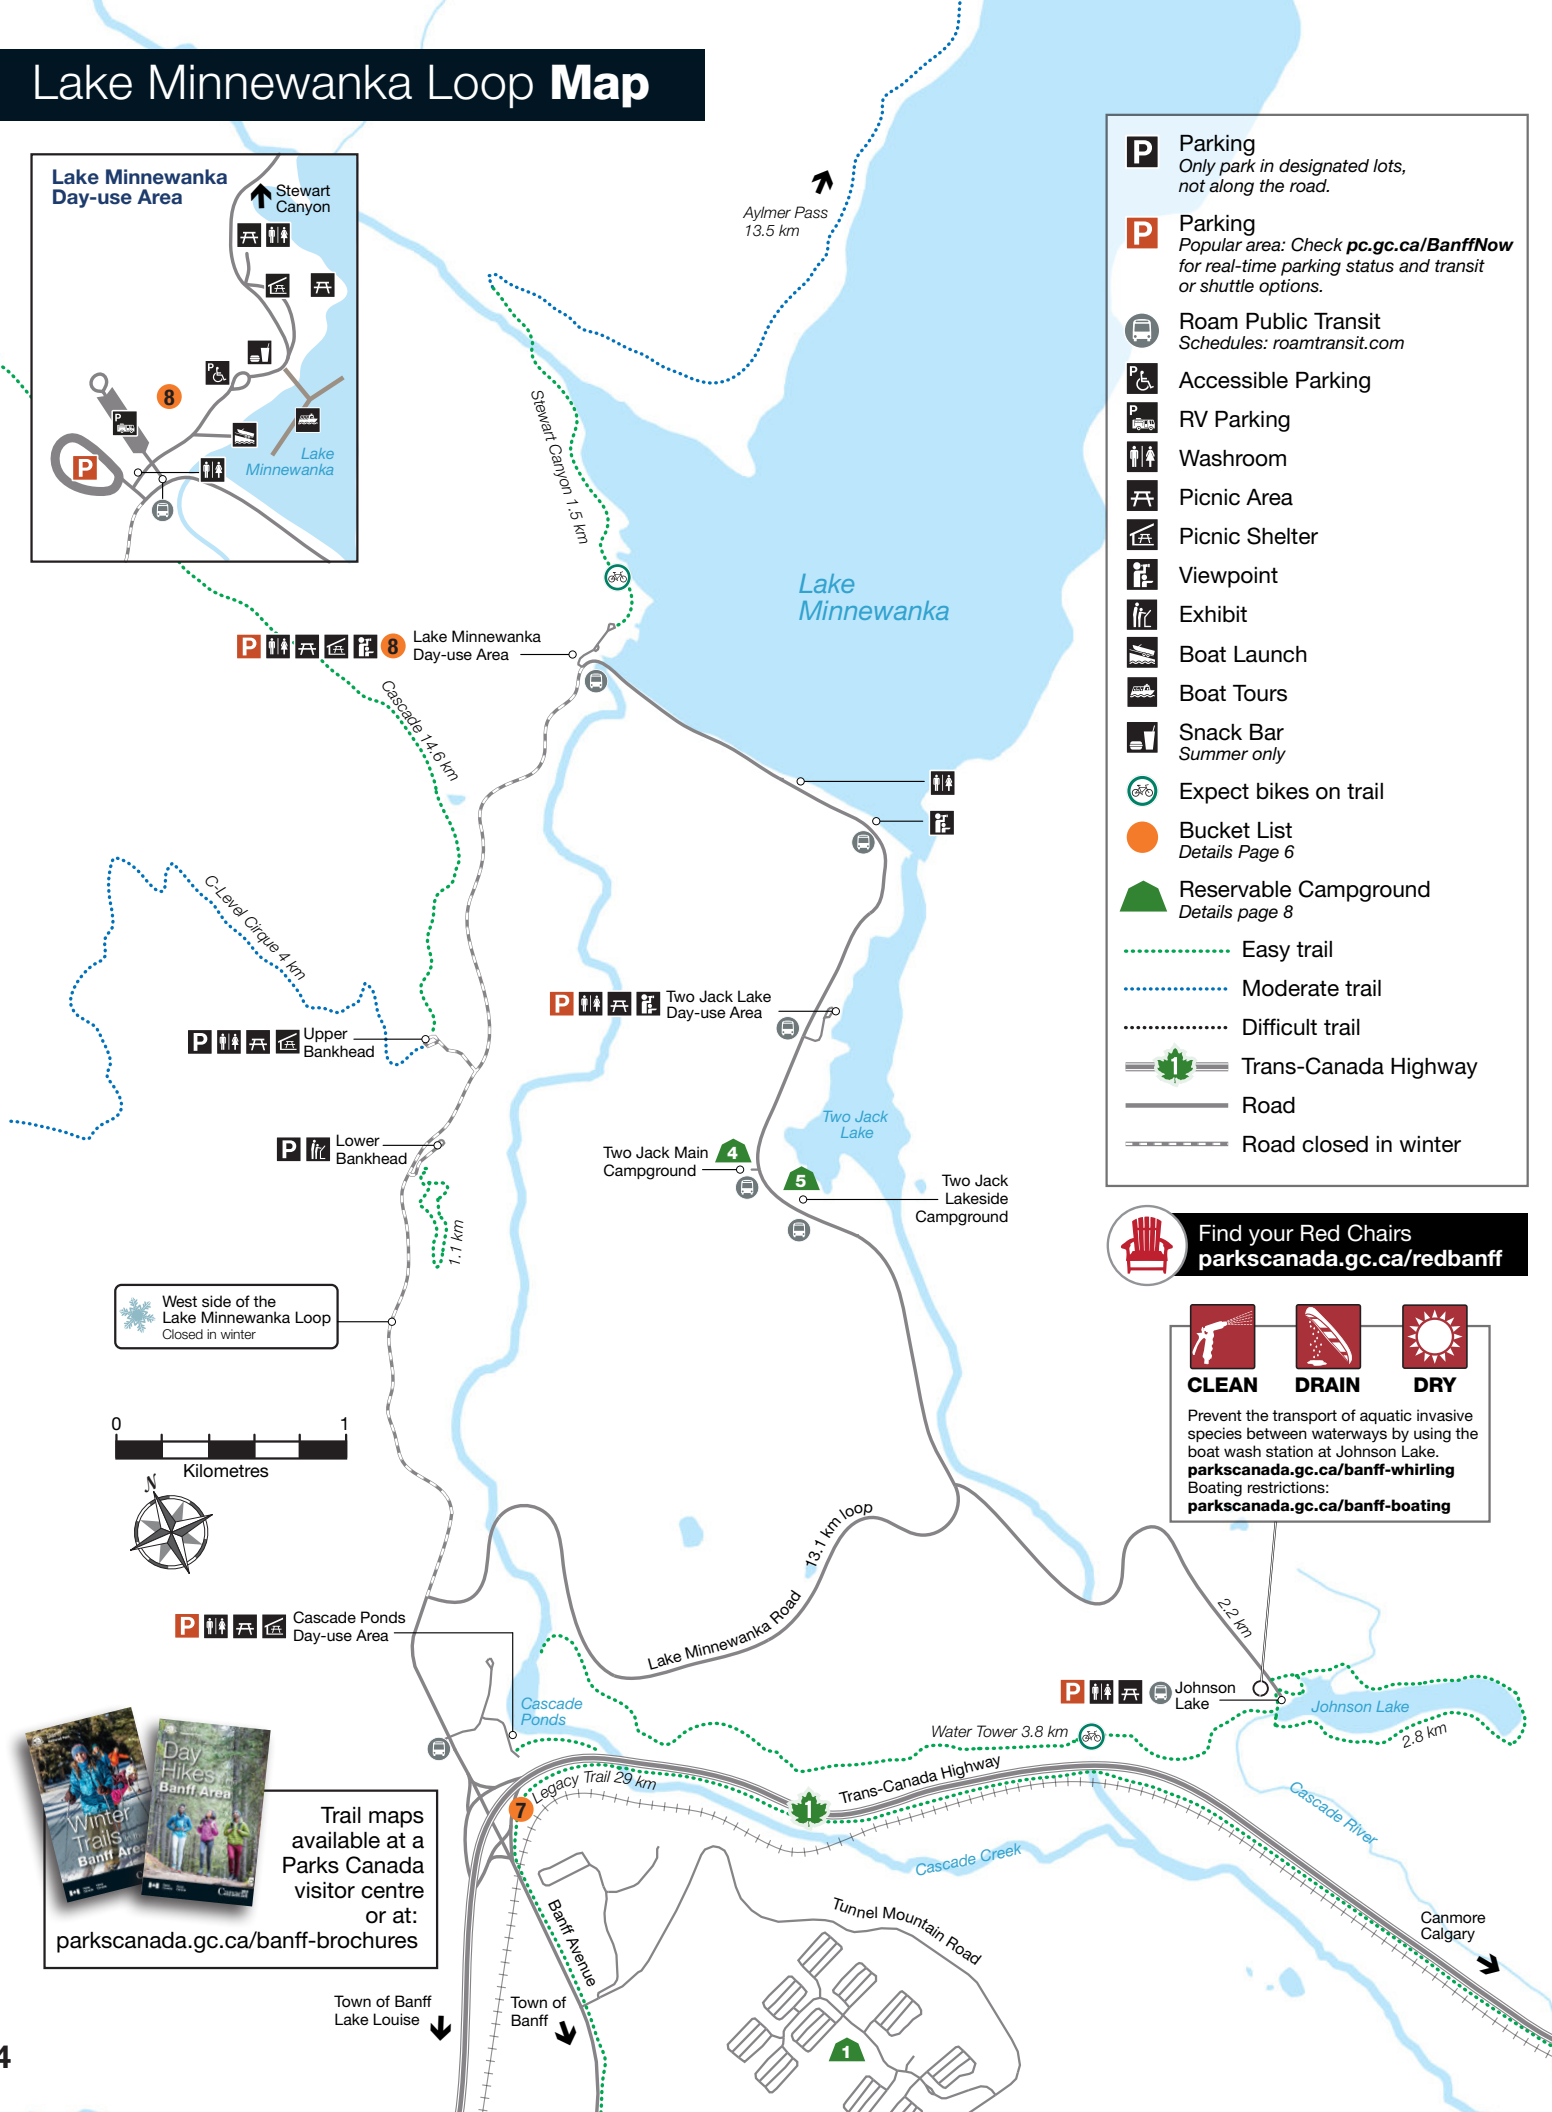 Lake Minnewanka Loop Map
Lake Minnewanka
Day-use Area
Stewart
Canyon
P
P
8
P
Lake
Minnewanka
Aylmer Pass
13.5 km
Stewart Canyon 1.5 km
Lake
Minnewanka
P
8
Lake Minnewanka
Day-use Area
Cascade 14.6 km
C-Level Cirque 4 km
P
Two Jack Lake
Day-use Area
P
Upper
Bankhead
Two Jack
Lake
P
Lower
Bankhead
Two Jack Main
Campground
4
5
Two Jack
Lakeside
Campground
1.1 km
West side of the
Lake Minnewanka Loop
Closed in winter
0
1
Kilometres
N
13.1 km loop
Lake Minnewanka Road
P
Cascade Ponds
Day-use Area
Cascade
Ponds
2.2 km
P
Johnson
Lake
Johnson Lake
2.8 km
Water Tower 3.8 km
Trans-Canada Highway
1
Legacy Trail 29 km
7
Cascade River
Cascade Creek
Banff Avenue
Tunnel Mountain Road
1
Canmore
Calgary
Town of Banff
Lake Louise
Town of
Banff
Winter
Trails
Banff Area
Day
Hikes
Banff Area
Canada
Trail maps
available at a
Parks Canada
visitor centre
or at:
parkscanada.gc.ca/banff-brochures
4
P
Parking
Only park in designated lots,
not along the road.
P
Parking
Popular area: Check pc.gc.ca/BanffNow
for real-time parking status and transit
or shuttle options.
Roam Public Transit
Schedules: roamtransit.com
P
Accessible Parking
P
RV Parking
Washroom
Picnic Area
Picnic Shelter
Viewpoint
Exhibit
Boat Launch
Boat Tours
Snack Bar
Summer only
Expect bikes on trail
Bucket List
Details Page 6
Reservable Campground
Details page 8
Easy trail
Moderate trail
Difficult trail
1
Trans-Canada Highway
Road
Road closed in winter
Find your Red Chairs
parkscanada.gc.ca/redbanff
CLEAN DRAIN DRY
Prevent the transport of aquatic invasive
species between waterways by using the
boat wash station at Johnson Lake.
parkscanada.gc.ca/banff-whirling
Boating restrictions:
parkscanada.gc.ca/banff-boating